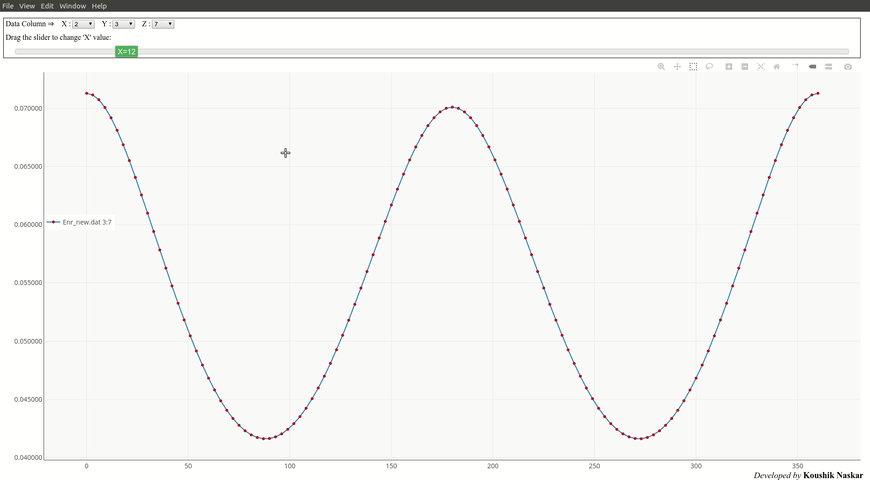 File View Edit Window Help
Data Column ⇒ X : 2 Y : 3 Z : 7
Drag the slider to change 'X' value:
X=12
0.070000
0.065000
0.060000
Enr_new.dat 3:7
0.055000
0.050000
0.045000
0.040000
0 50 100 150 200 250 300 350
Developed by Koushik Naskar